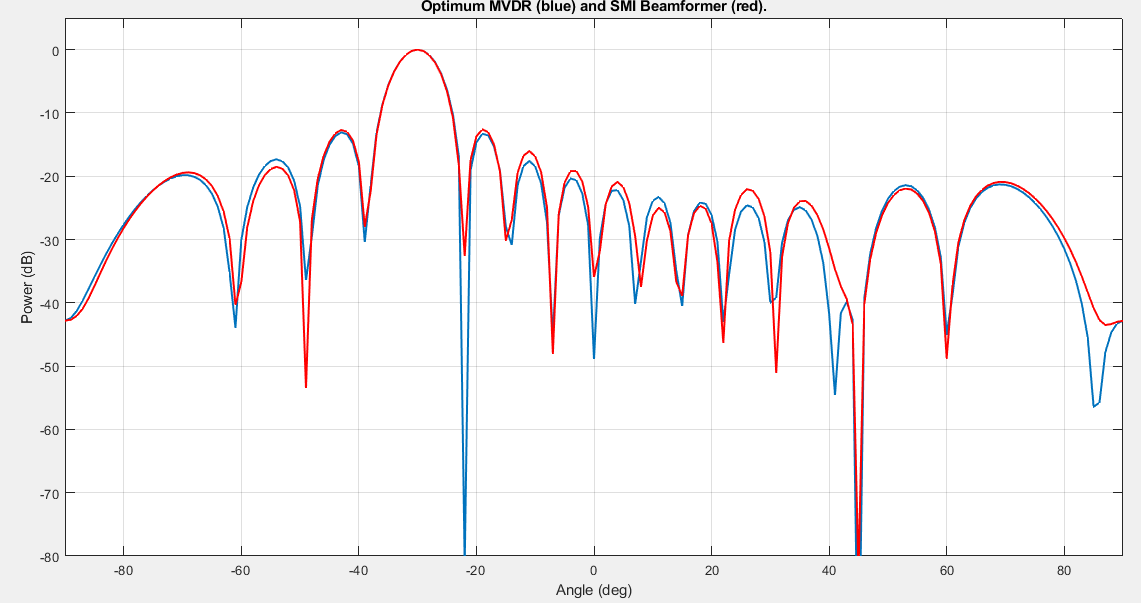 Optimum MVDR (blue) and SMI Beamformer (red).
0
-10
-20
-30
-40
-50
-60
-70
-80
Power (dB)
-80 -60 -40 -20 0 20 40 60 80
Angle (deg)